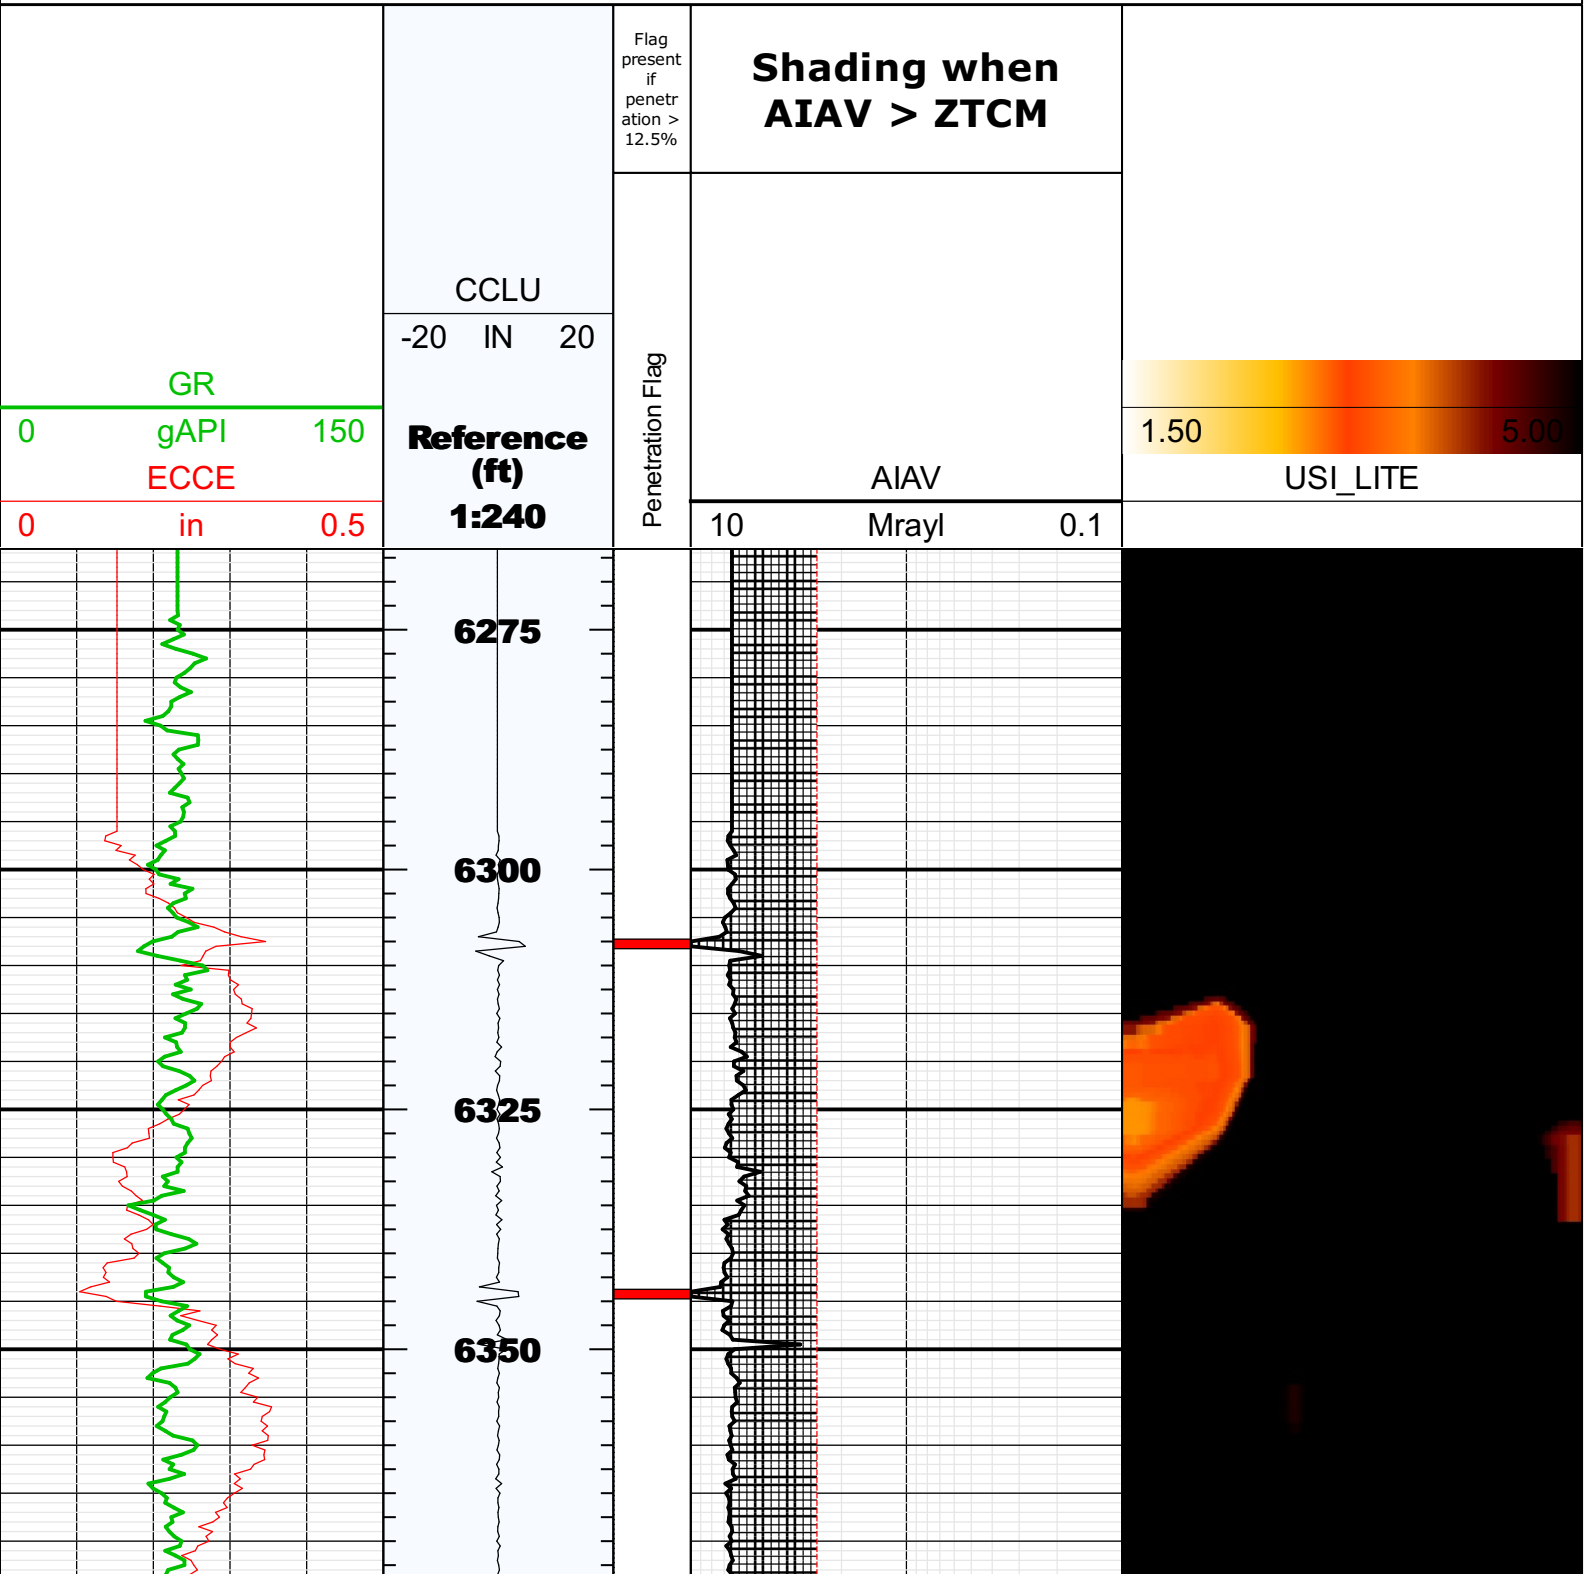 Flag
present
if
penetr
ation >
12.5%
Shading when
AIAV > ZTCM
CCLU
-20 IN 20
GR
0 gAPI 150
ECCE
0 in 0.5
Reference
(ft)
1:240
Penetration Flag
AIAV
10 Mrayl 0.1
1.50 5.00
USI_LITE
6275
6300
6325
6350